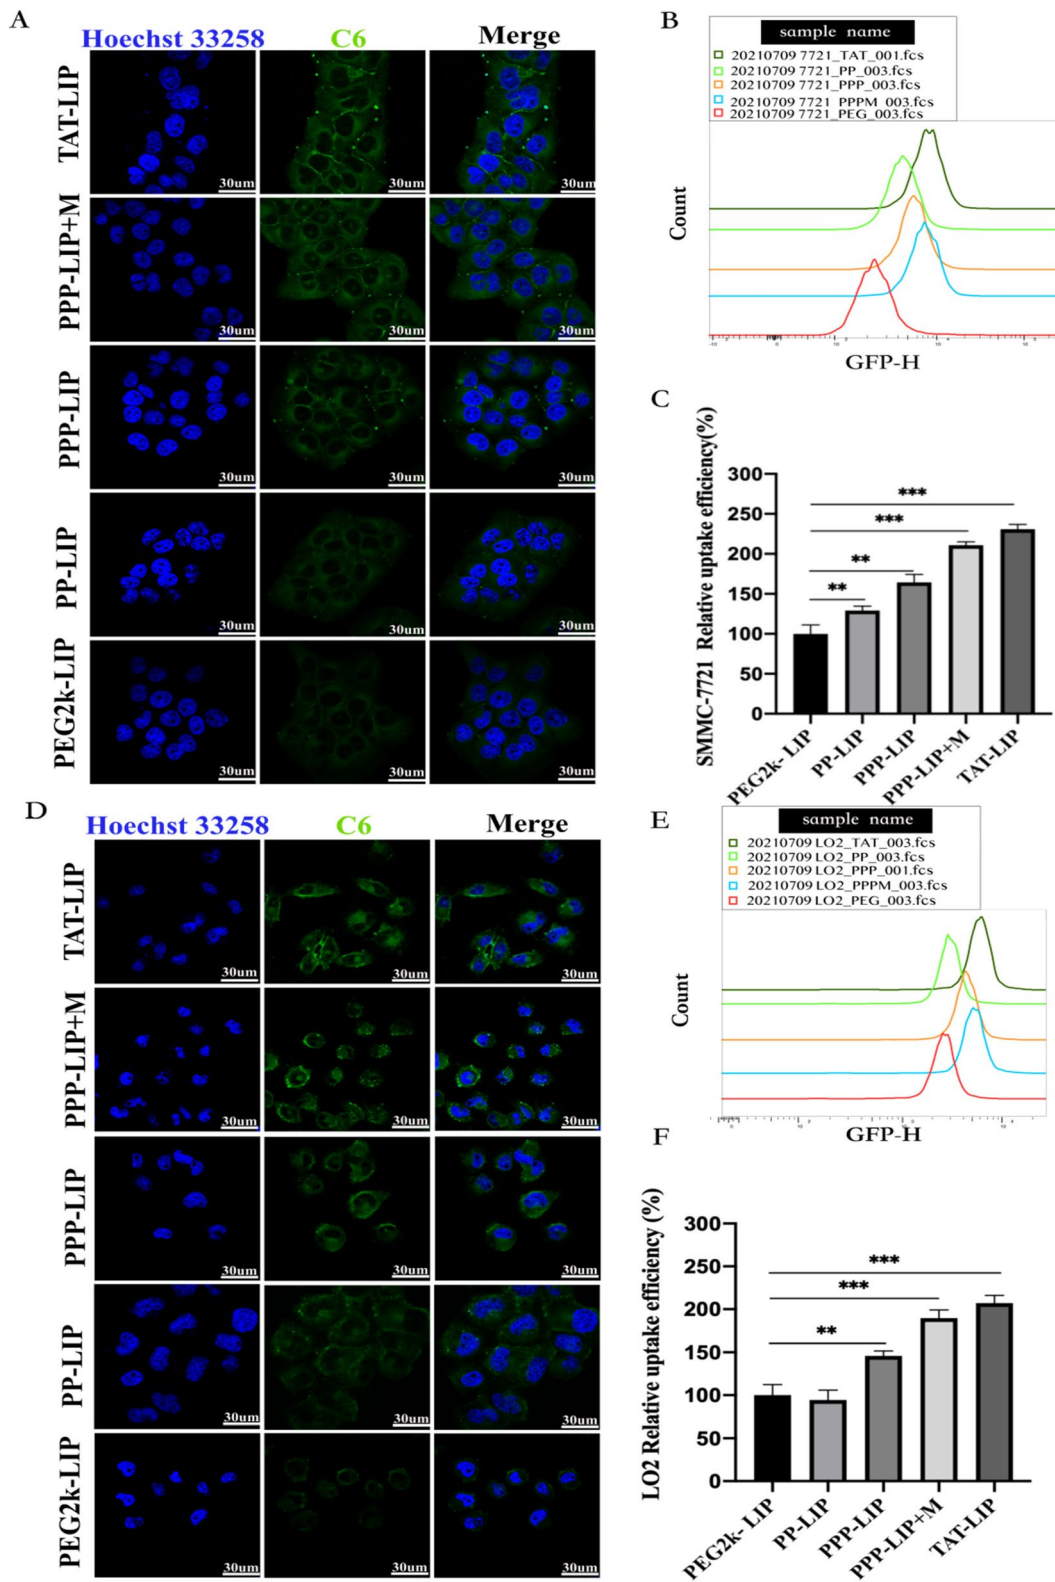 A
Hoechst 33258 C6 Merge
TAT-LIP
30um 30um 30um
PPP-LIP+M
30um 30um 30um
PPP-LIP
30um 30um 30um
PP-LIP
30um 30um 30um
PEG2k-LIP
30um 30um 30um
B
sample name
20210709 7721_TAT_001.fcs
20210709 7721_PP_003.fcs
20210709 7721_PPP_003.fcs
20210709 7721_PPPM_003.fcs
20210709 7721_PEG_003.fcs
Count
GFP-H
C
SMMC-7721 Relative uptake efficiency(%)
300
250
200
150
100
50
0
***
***
**
**
PEG2k- LIP
PP-LIP
PPP-LIP
PPP-LIP+M
TAT-LIP
D
Hoechst 33258 C6 Merge
TAT-LIP
30um 30um 30um
PPP-LIP+M
30um 30um 30um
PPP-LIP
30um 30um 30um
PP-LIP
30um 30um 30um
PEG2k-LIP
30um 30um 30um
E
sample name
20210709 LO2_TAT_003.fcs
20210709 LO2_PP_003.fcs
20210709 LO2_PPP_001.fcs
20210709 LO2_PPPM_003.fcs
20210709 LO2_PEG_003.fcs
Count
GFP-H
F
LO2 Relative uptake efficiency (%)
300
250
200
150
100
50
0
***
***
**
PEG2k- LIP
PP-LIP
PPP-LIP
PPP-LIP+M
TAT-LIP